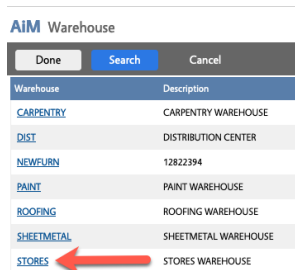 AiM Warehouse
Done Search Cancel
Warehouse Description
CARPENTRY CARPENTRY WAREHOUSE
DIST DISTRIBUTION CENTER
NEWFURN 12822394
PAINT PAINT WAREHOUSE
ROOFING ROOFING WAREHOUSE
SHEETMETAL SHEETMETAL WAREHOUSE
STORES STORES WAREHOUSE